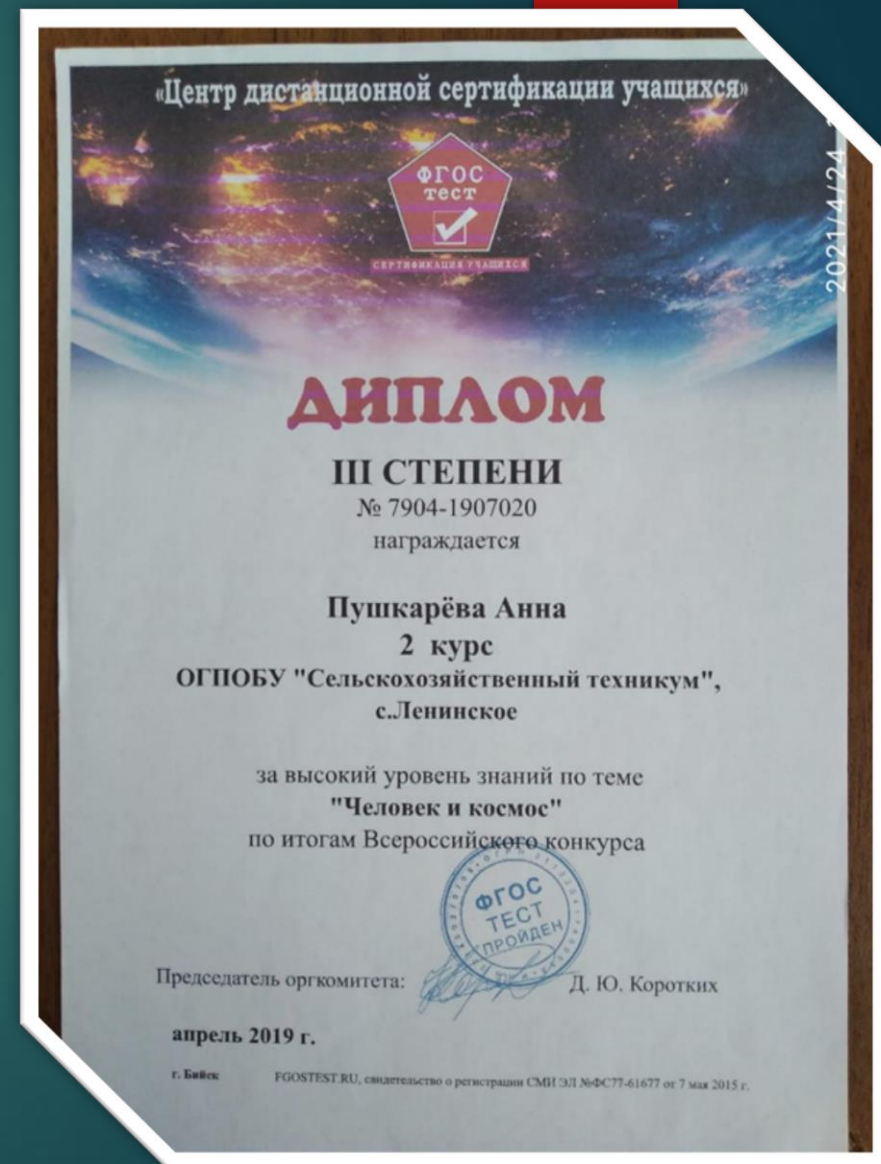 «Центр дистанционной сертификации учащихся»
ФГОС
тест
СЕРТИФИКАЦИЯ УЧАЩИХСЯ
2021/4/24
ДИПЛОМ
III СТЕПЕНИ
№ 7904-1907020
награждается
Пушкарёва Анна
2 курс
ОГПОБУ "Сельскохозяйственный техникум",
с.Ленинское
за высокий уровень знаний по теме
"Человек и космос"
по итогам Всероссийского конкурса
ФГОС
ТЕСТ
ПРОЙДЕН
Председатель оргкомитета:
Д. Ю. Коротких
апрель 2019 г.
г. Бийск
FGOSTEST.RU, свидетельство о регистрации СМИ ЭЛ №ФС77-61677 от 7 мая 2015 г.